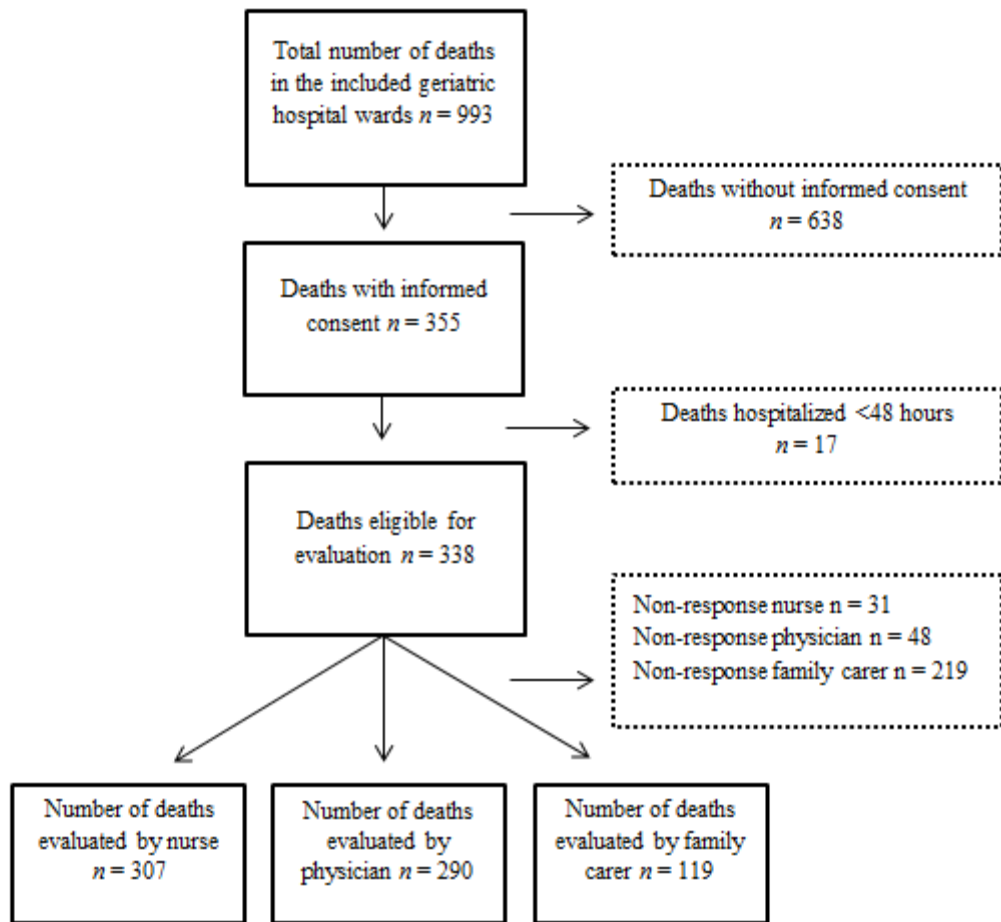 Total number of deaths
in the included geriatric
hospital wards n = 993
Deaths without informed consent
n = 638
Deaths with informed
consent n = 355
Deaths hospitalized <48 hours
n = 17
Deaths eligible for
evaluation n = 338
Non-response nurse n = 31
Non-response physician n = 48
Non-response family carer n = 219
Number of deaths
evaluated by nurse
n = 307
Number of deaths
evaluated by
physician n = 290
Number of deaths
evaluated by family
carer n = 119